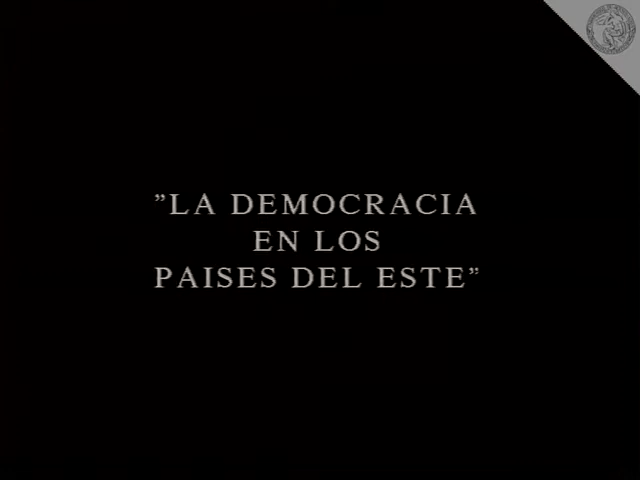 ”LA DEMOCRACIA
EN LOS
PAISES DEL ESTE”